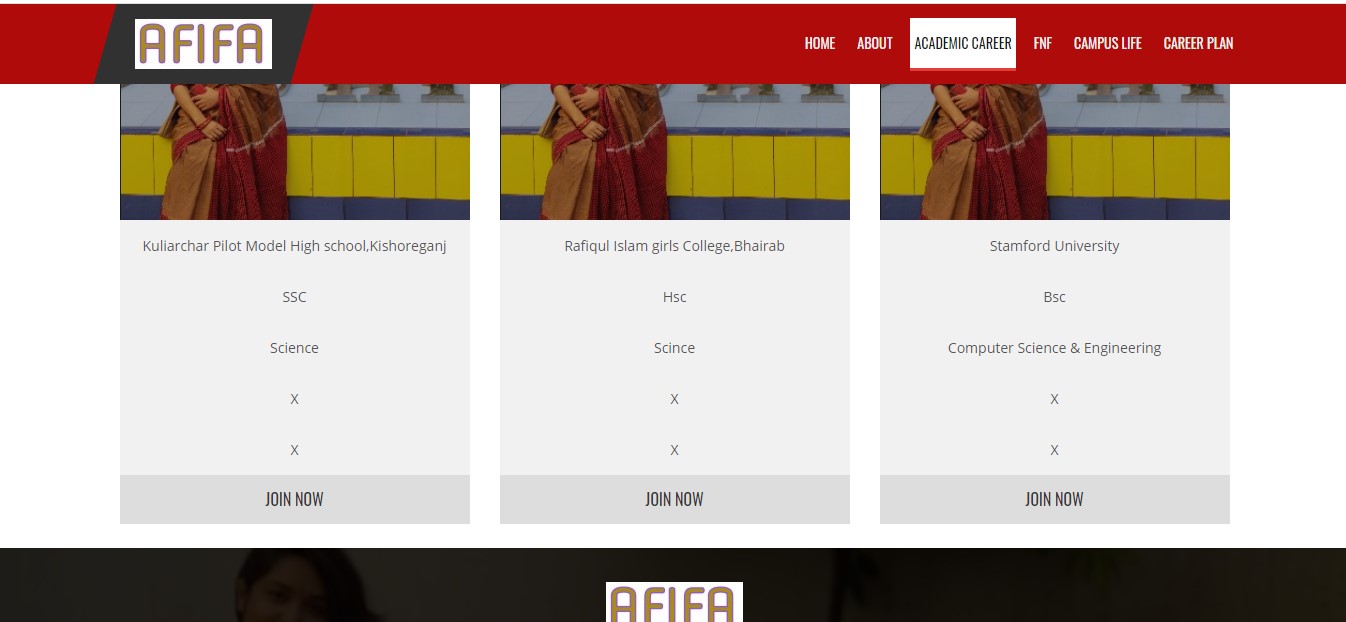 AFIFA
HOME ABOUT ACADEMIC CAREER FNF CAMPUS LIFE CAREER PLAN
Kuliarchar Pilot Model High school,Kishoreganj
SSC
Science
X
X
JOIN NOW
Rafiqul Islam girls College,Bhairab
Hsc
Scince
X
X
JOIN NOW
Stamford University
Bsc
Computer Science & Engineering
X
X
JOIN NOW
AFIFA